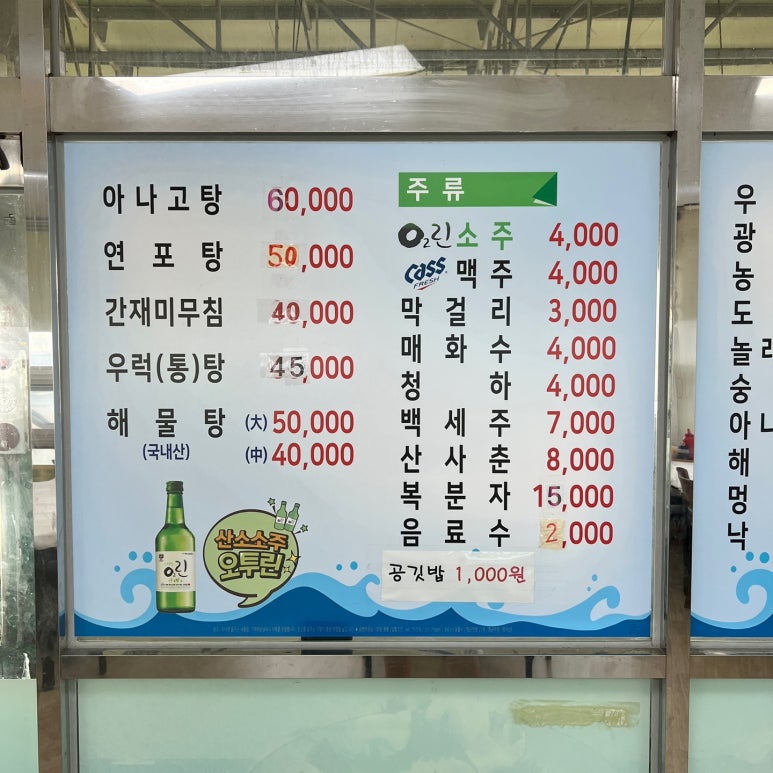 아나고탕 60,000
연포탕 50,000
간재미무침 40,000
우럭(통)탕 45,000
해물탕 (大) 50,000
(국내산) (中) 40,000
산소소주
오투린
O₂린
주류
O₂린 소주 4,000
Cass FRESH 맥주 4,000
막걸리 3,000
매화수 4,000
청하 4,000
백세주 7,000
산사춘 8,000
복분자 15,000
음료수 2,000
공깃밥 1,000원
우
광
농
도
놀
숭
아나
해
멍
낙